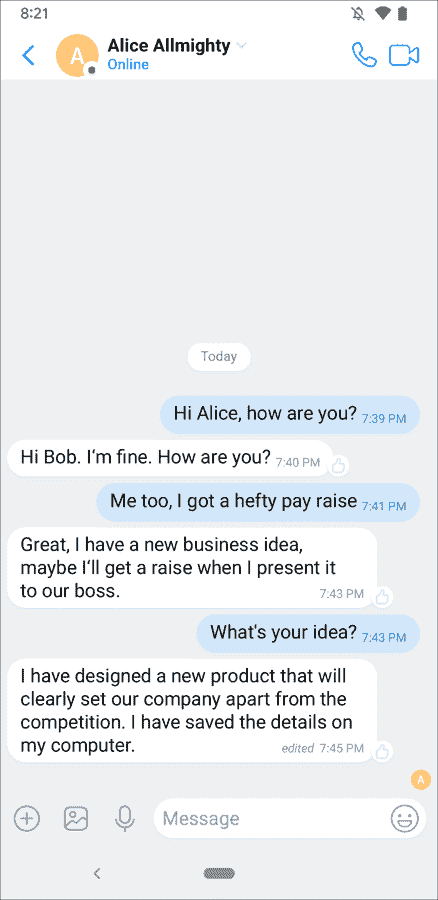 8:21
A
Alice Allmighty
Online
Today
Hi Alice, how are you? 7:39 PM
Hi Bob. I'm fine. How are you? 7:40 PM
Me too, I got a hefty pay raise 7:41 PM
Great, I have a new business idea,
maybe I'll get a raise when I present it
to our boss. 7:43 PM
What's your idea? 7:43 PM
I have designed a new product that will
clearly set our company apart from the
competition. I have saved the details on
my computer. edited 7:45 PM
A
Message